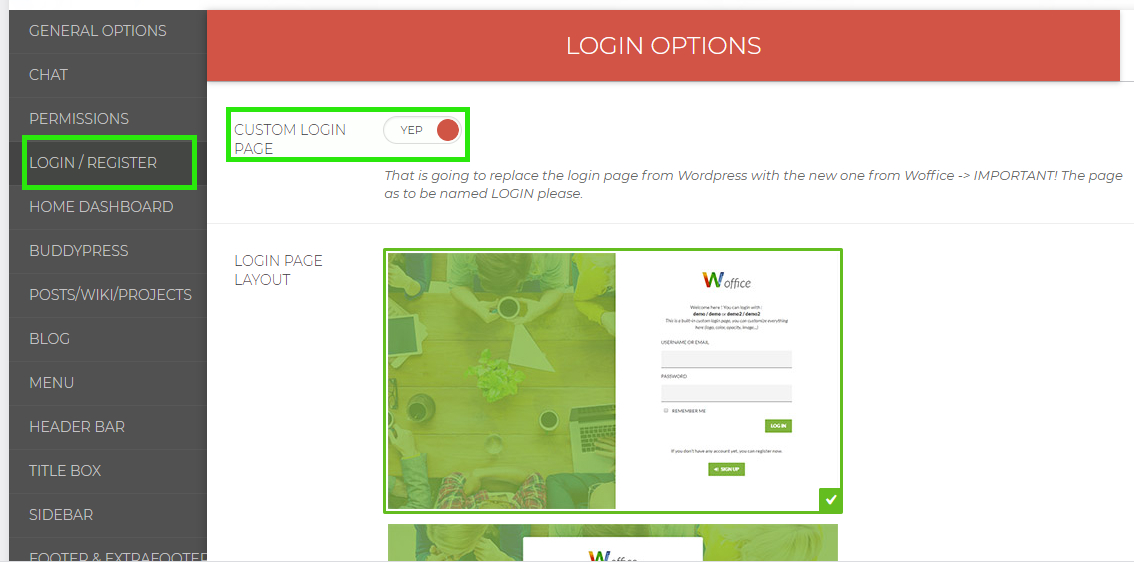 GENERAL OPTIONS
CHAT
PERMISSIONS
LOGIN / REGISTER
HOME DASHBOARD
BUDDYPRESS
POSTS/WIKI/PROJECTS
BLOG
MENU
HEADER BAR
TITLE BOX
SIDEBAR
FOOTER & EXTRAFOOTER
LOGIN OPTIONS
CUSTOM LOGIN
PAGE
YEP
That is going to replace the login page from Wordpress with the new one from Woffice -> IMPORTANT! The page
as to be named LOGIN please.
LOGIN PAGE
LAYOUT
Woffice
Welcome here ! You can login with :
demo / demo or demo2 / demo2
This is a built-in custom login page, you can customize everything
here (logo, color, opacity, image...)
USERNAME OR EMAIL
PASSWORD
REMEMBER ME
LOG IN
If you don't have any account yet, you can register now.
SIGN UP
Woffice